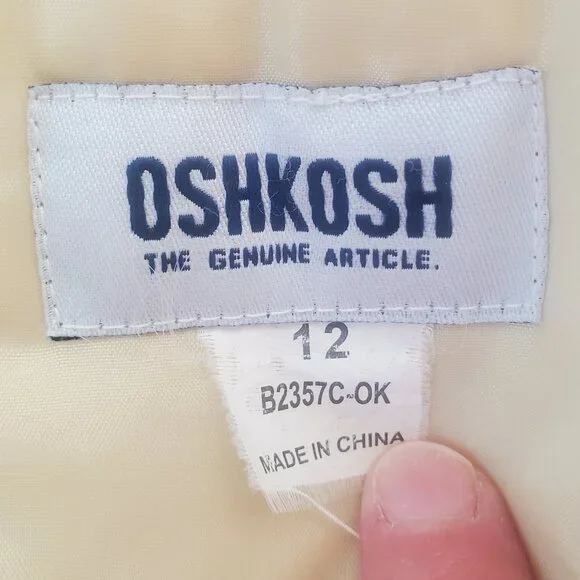 OSHKOSH
THE GENUINE ARTICLE.
12
B2357C-OK
MADE IN CHINA